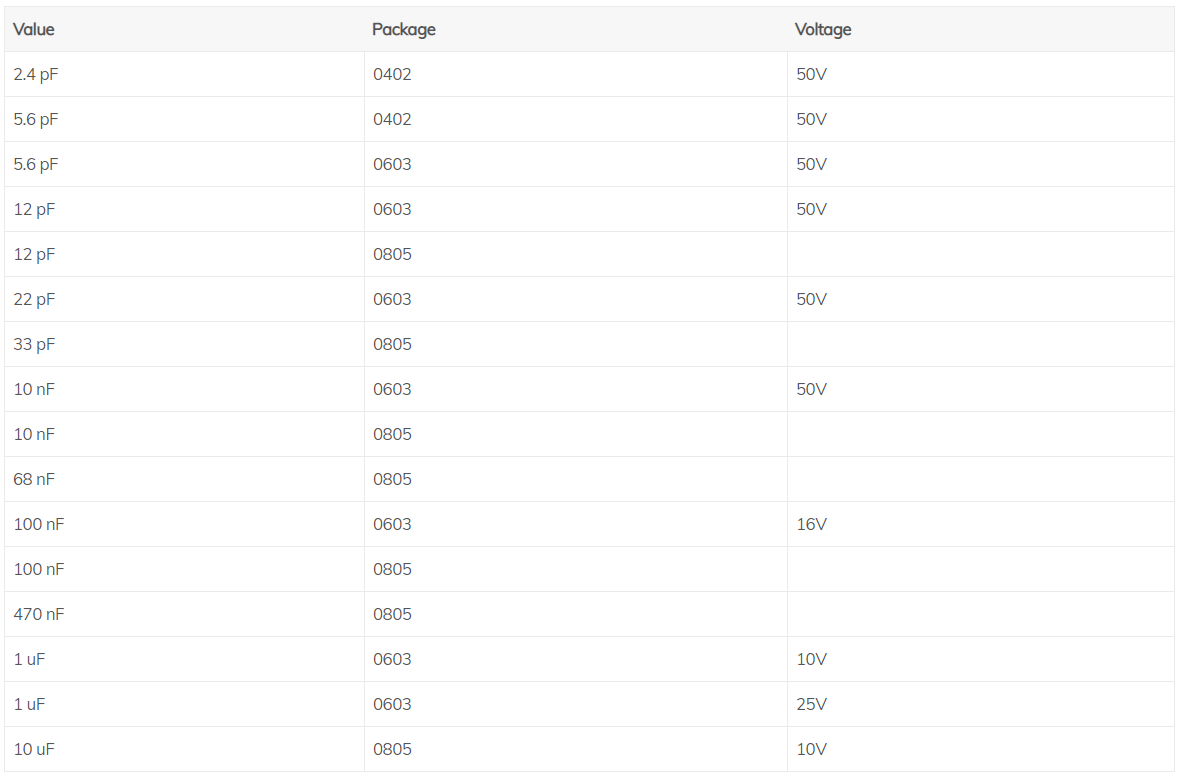 Value Package Voltage
2.4 pF 0402 50V
5.6 pF 0402 50V
5.6 pF 0603 50V
12 pF 0603 50V
12 pF 0805
22 pF 0603 50V
33 pF 0805
10 nF 0603 50V
10 nF 0805
68 nF 0805
100 nF 0603 16V
100 nF 0805
470 nF 0805
1 uF 0603 10V
1 uF 0603 25V
10 uF 0805 10V